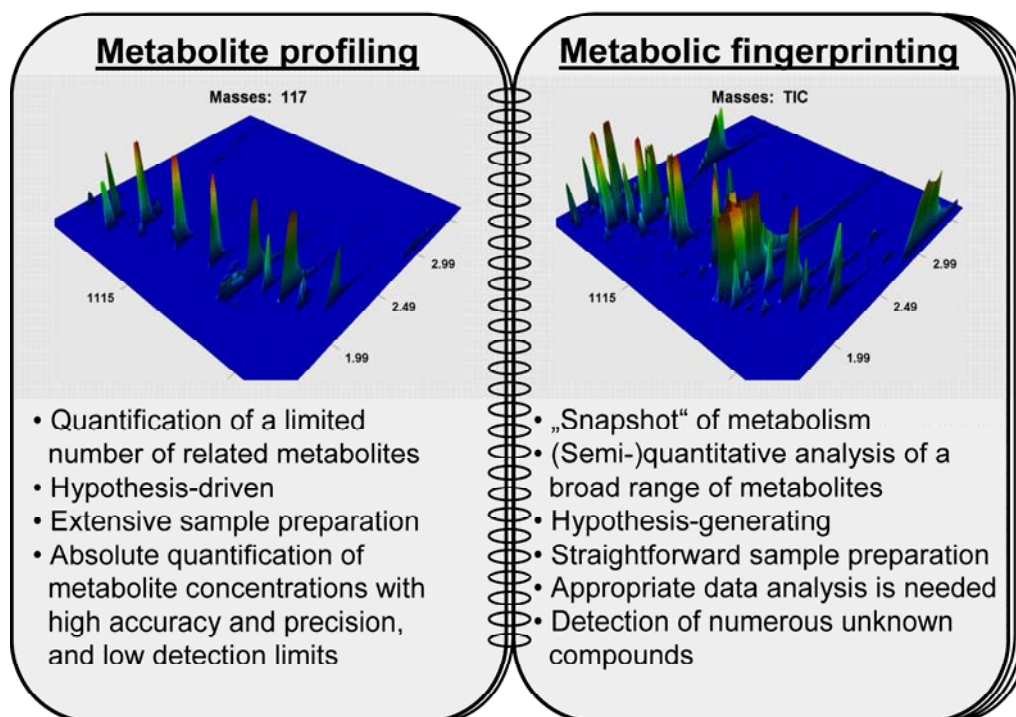 Metabolite profiling
Masses: 117
1115
2.99
2.49
1.99
• Quantification of a limited
number of related metabolites
• Hypothesis-driven
• Extensive sample preparation
• Absolute quantification of
metabolite concentrations with
high accuracy and precision,
and low detection limits
Metabolic fingerprinting
Masses: TIC
1115
2.99
2.49
1.99
• „Snapshot“ of metabolism
• (Semi-)quantitative analysis of a
broad range of metabolites
• Hypothesis-generating
• Straightforward sample preparation
• Appropriate data analysis is needed
• Detection of numerous unknown
compounds